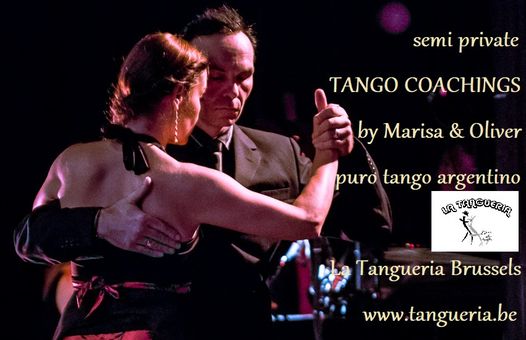 semi private
TANGO COACHINGS
by Marisa & Oliver
puro tango argentino
LA TANGUERIA
La Tangueria Brussels
www.tangueria.be